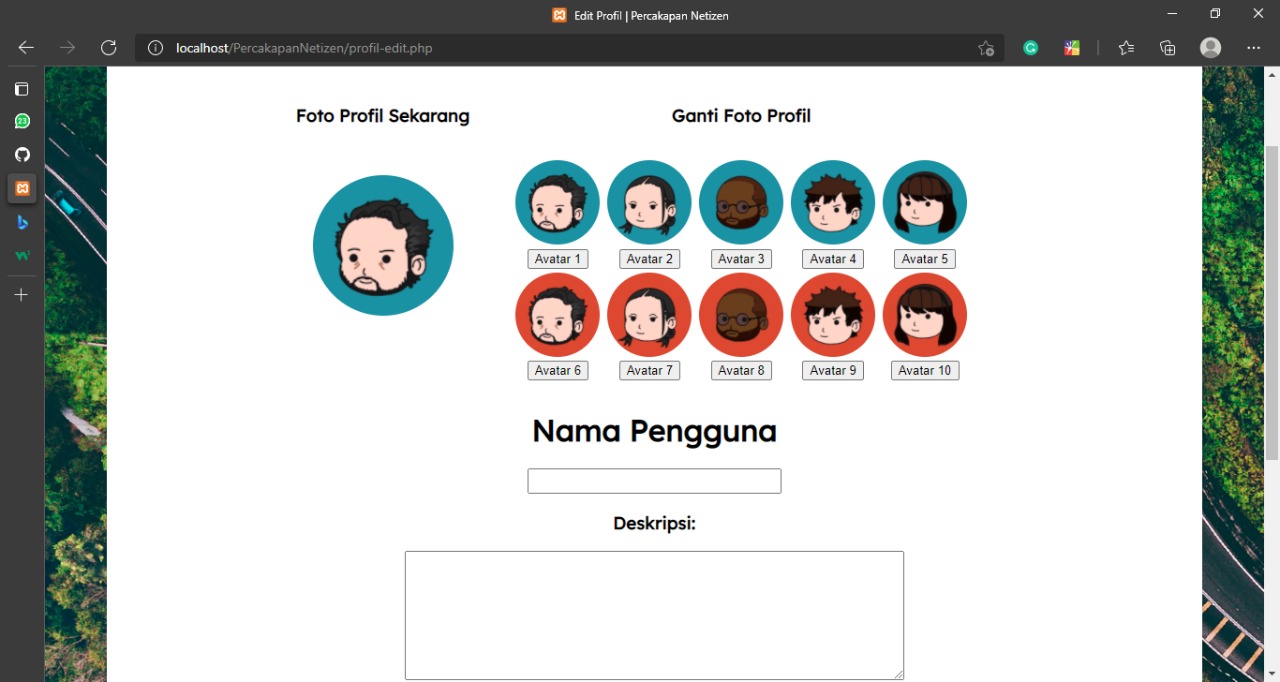 Edit Profil | Percakapan Netizen
localhost/PercakapanNetizen/profil-edit.php
23
Foto Profil Sekarang
Ganti Foto Profil
Avatar 1 Avatar 2 Avatar 3 Avatar 4 Avatar 5
Avatar 6 Avatar 7 Avatar 8 Avatar 9 Avatar 10
Nama Pengguna
Deskripsi: